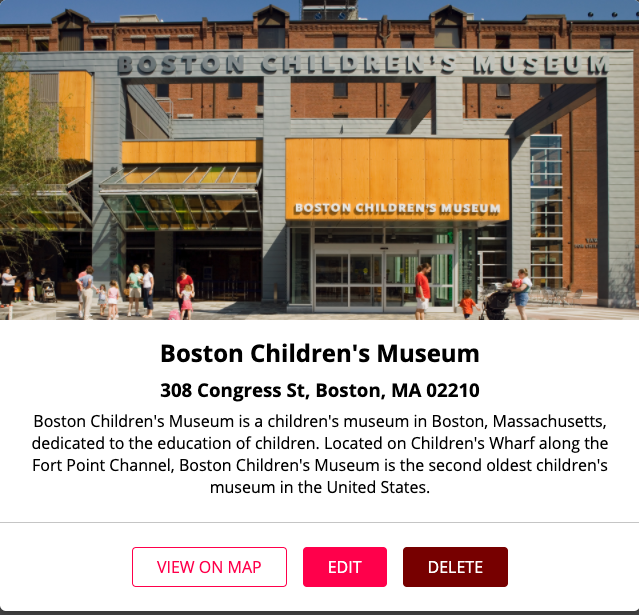 BOSTON CHILDREN'S MUSEUM
BOSTON CHILDREN'S MUSEUM
Boston Children's Museum
308 Congress St, Boston, MA 02210
Boston Children's Museum is a children's museum in Boston, Massachusetts,
dedicated to the education of children. Located on Children's Wharf along the
Fort Point Channel, Boston Children's Museum is the second oldest children's
museum in the United States.
VIEW ON MAP EDIT DELETE